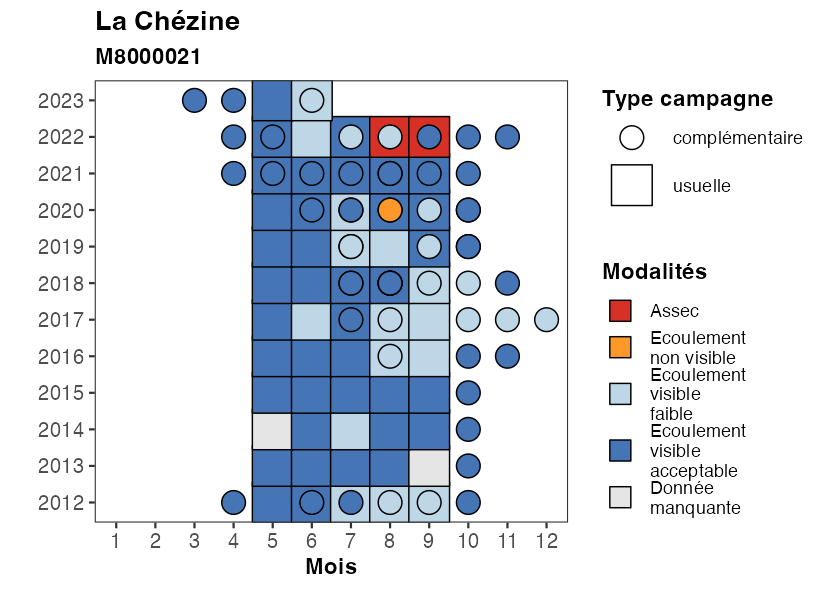 La Chézine
M8000021
2023
2022
2021
2020
2019
2018
2017
2016
2015
2014
2013
2012
1 2 3 4 5 6 7 8 9 10 11 12
Mois
Type campagne
complémentaire
usuelle
Modalités
Assec
Ecoulement
non visible
Ecoulement
visible
faible
Ecoulement
visible
acceptable
Donnée
manquante